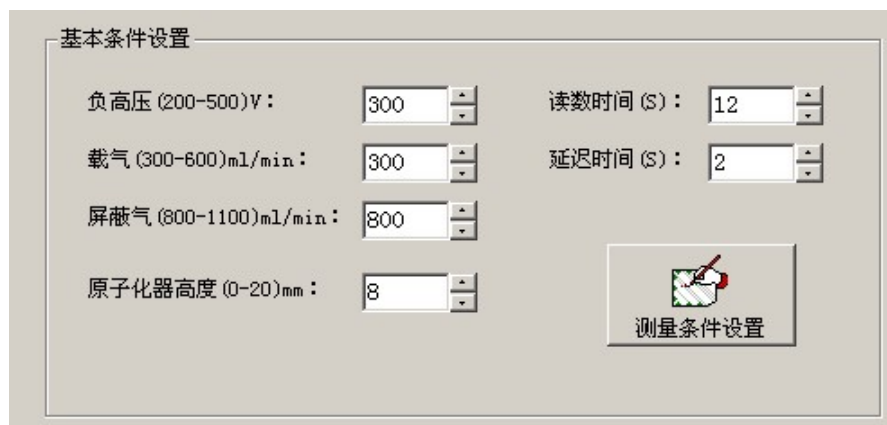 基本条件设置
负高压(200-500)V： 300 读数时间(S)： 12
载气(300-600)ml/min： 300 延迟时间(S)： 2
屏蔽气(800-1100)ml/min： 800
原子化器高度(0-20)mm： 8
测量条件设置